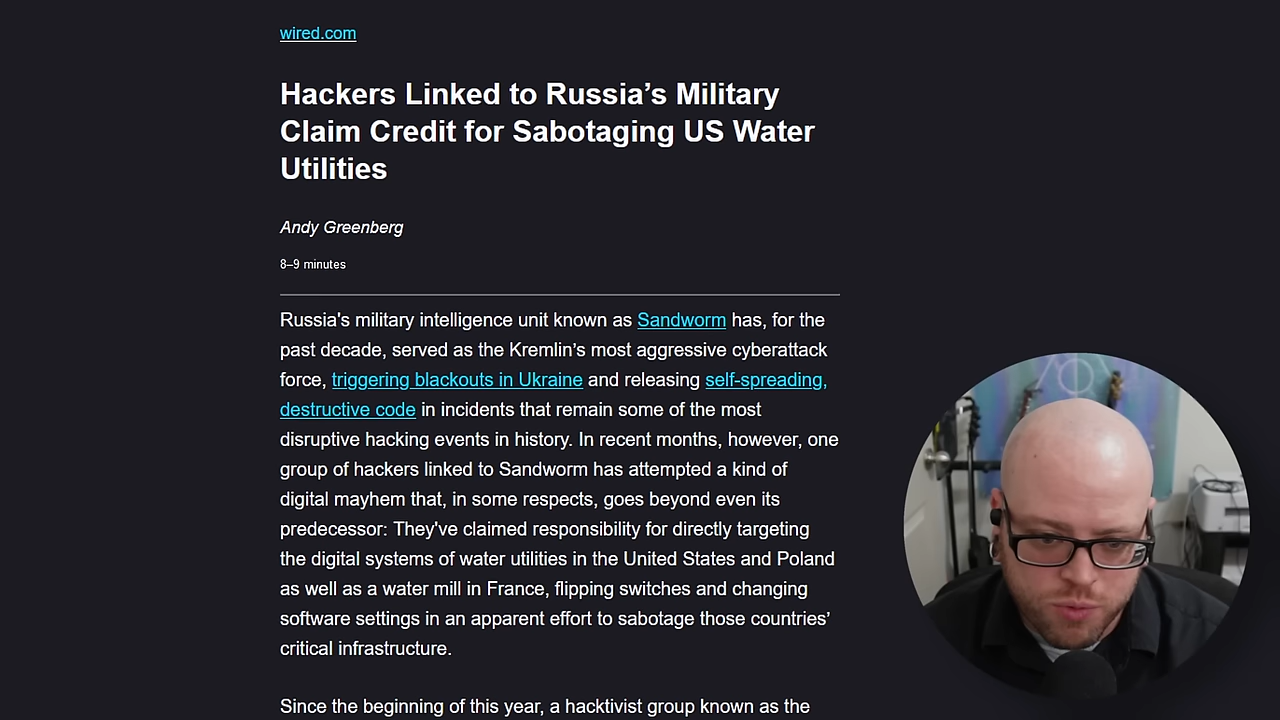 wired.com
Hackers Linked to Russia’s Military
Claim Credit for Sabotaging US Water
Utilities
Andy Greenberg
8–9 minutes
Russia's military intelligence unit known as Sandworm has, for the
past decade, served as the Kremlin’s most aggressive cyberattack
force, triggering blackouts in Ukraine and releasing self-spreading,
destructive code in incidents that remain some of the most
disruptive hacking events in history. In recent months, however, one
group of hackers linked to Sandworm has attempted a kind of
digital mayhem that, in some respects, goes beyond even its
predecessor: They've claimed responsibility for directly targeting
the digital systems of water utilities in the United States and Poland
as well as a water mill in France, flipping switches and changing
software settings in an apparent effort to sabotage those countries’
critical infrastructure.
Since the beginning of this year, a hacktivist group known as the